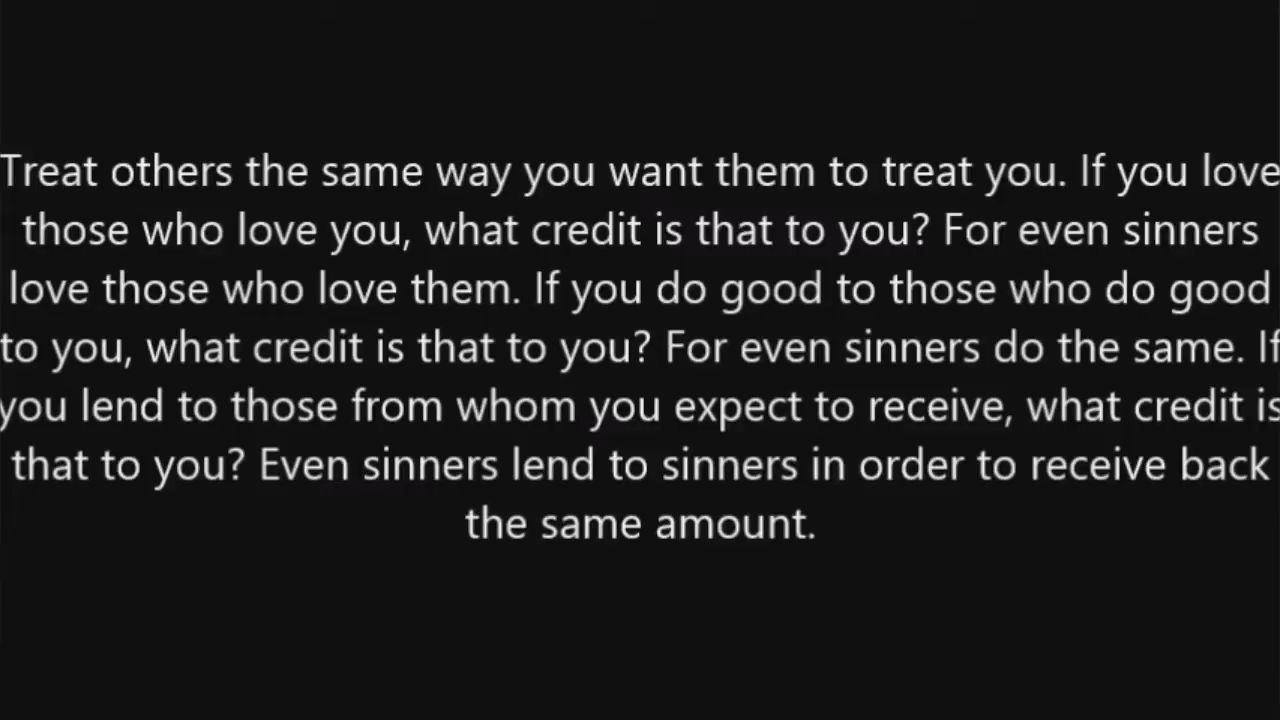 Treat others the same way you want them to treat you. If you love
those who love you, what credit is that to you? For even sinners
love those who love them. If you do good to those who do good
to you, what credit is that to you? For even sinners do the same. If
you lend to those from whom you expect to receive, what credit is
that to you? Even sinners lend to sinners in order to receive back
the same amount.